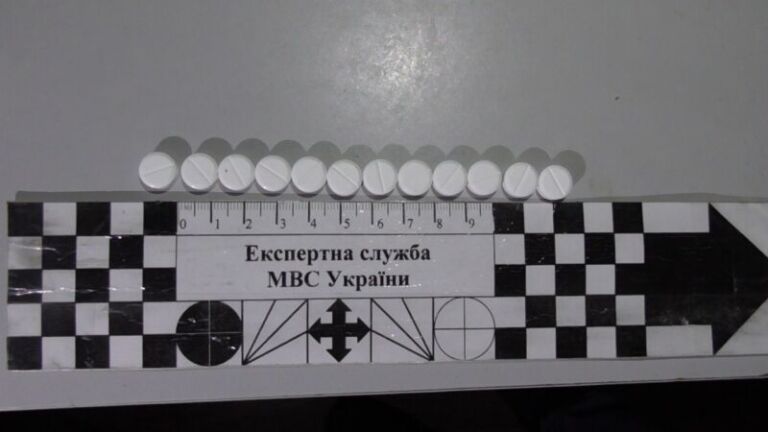 0 1 2 3 4 5 6 7 8 9
Експертна служба
МВС України